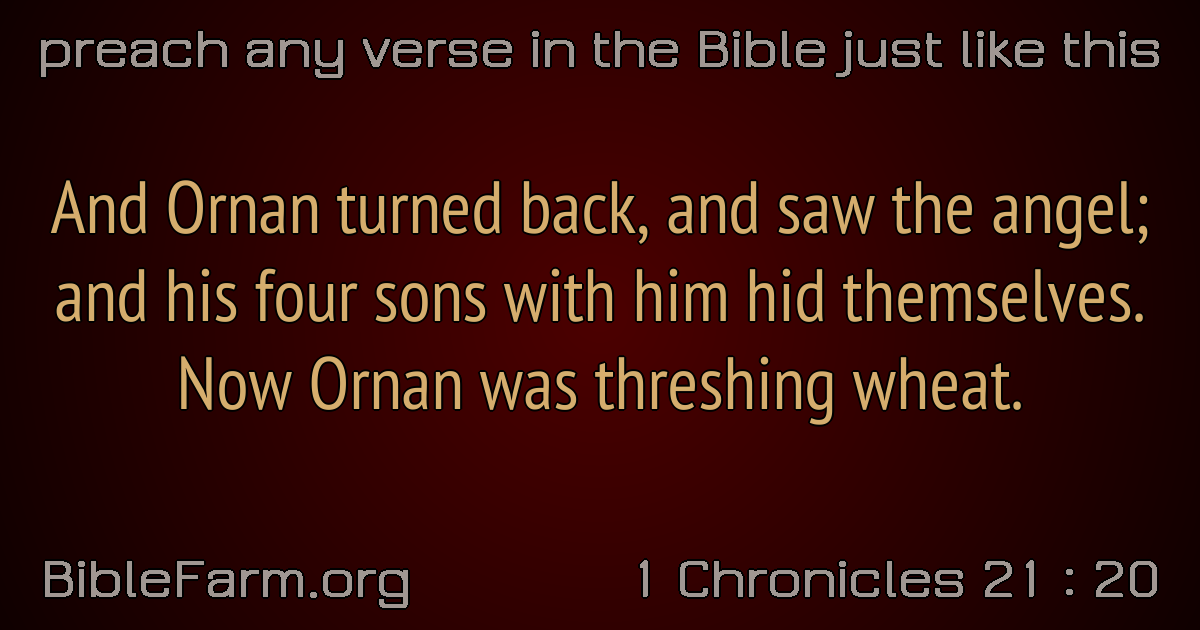 preach any verse in the Bible just like this
And Ornan turned back, and saw the angel;
and his four sons with him hid themselves.
Now Ornan was threshing wheat.
BibleFarm.org
1 Chronicles 21 : 20